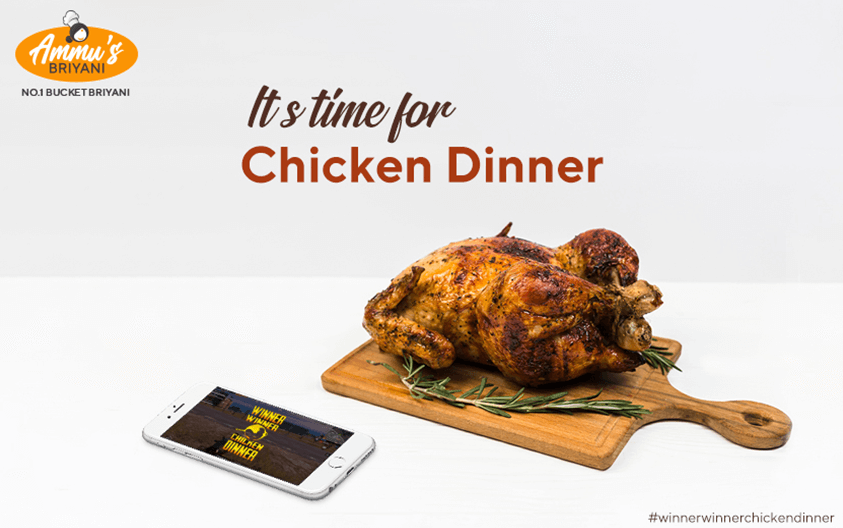 Ammu's
BRIYANI
NO.1 BUCKET BRIYANI
It s time for
Chicken Dinner
WINNER
WINNER
CHICKEN
DINNER
#winnerwinnerchickendinner